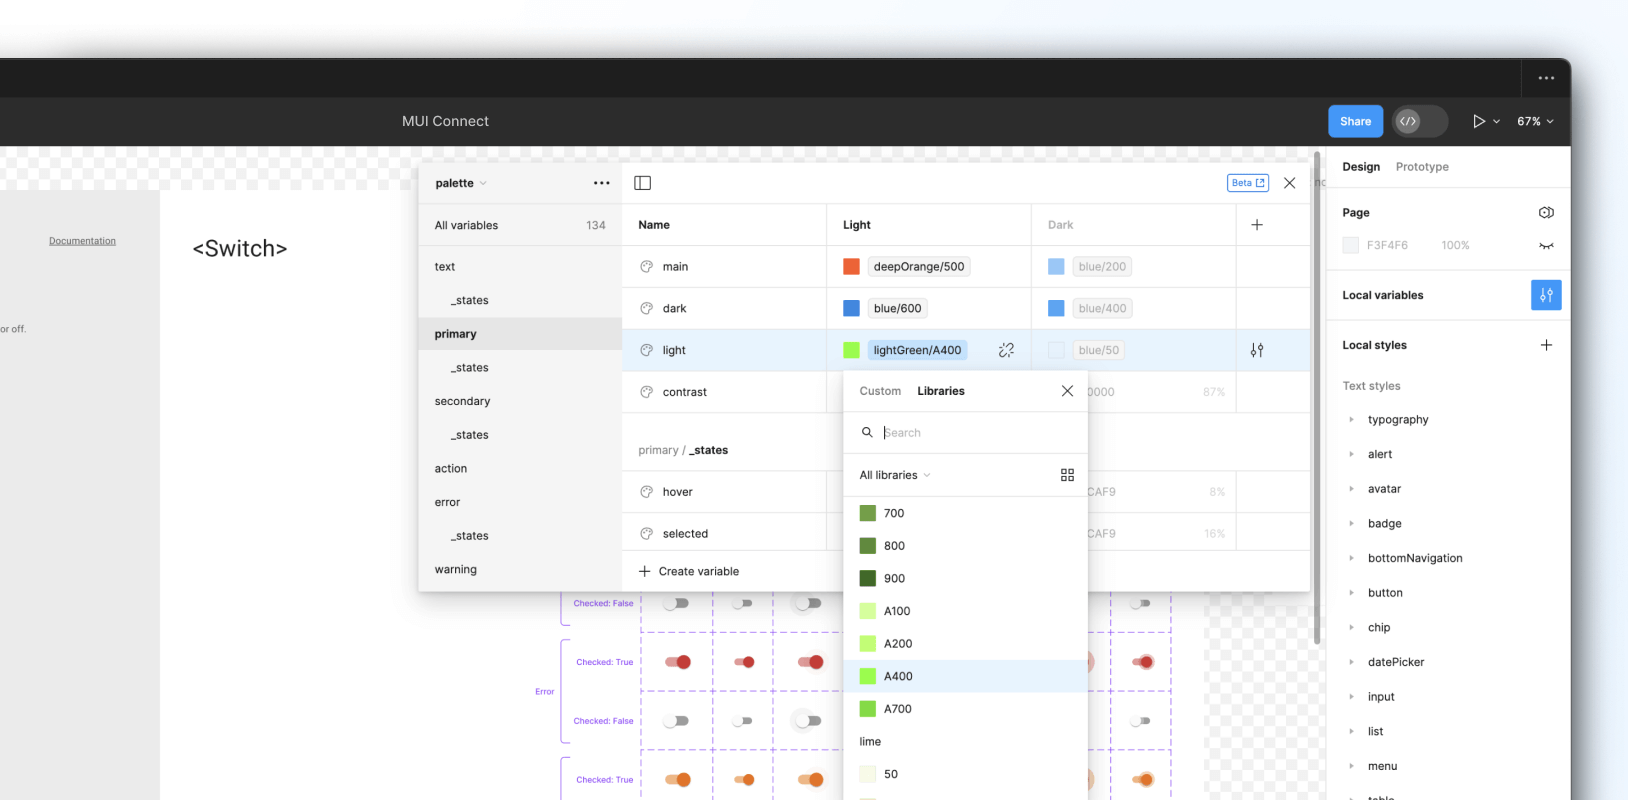 MUI Connect
Share
</>
67%
Documentation
<Switch>
or off.
palette
Beta
All variables 134
Name Light Dark
text
_states
primary
_states
secondary
_states
action
error
_states
warning
main deepOrange/500 blue/200
dark blue/600 blue/400
light lightGreen/A400 blue/50
contrast 0000 87%
primary / _states
hover CAF9 8%
selected CAF9 16%
Create variable
Custom Libraries
Search
All libraries
700
800
900
A100
A200
A400
A700
lime
50
Checked: False
Checked: True
Error
Checked: False
Checked: True
Design Prototype
Page
F3F4F6 100%
Local variables
Local styles
Text styles
typography
alert
avatar
badge
bottomNavigation
button
chip
datePicker
input
list
menu
table